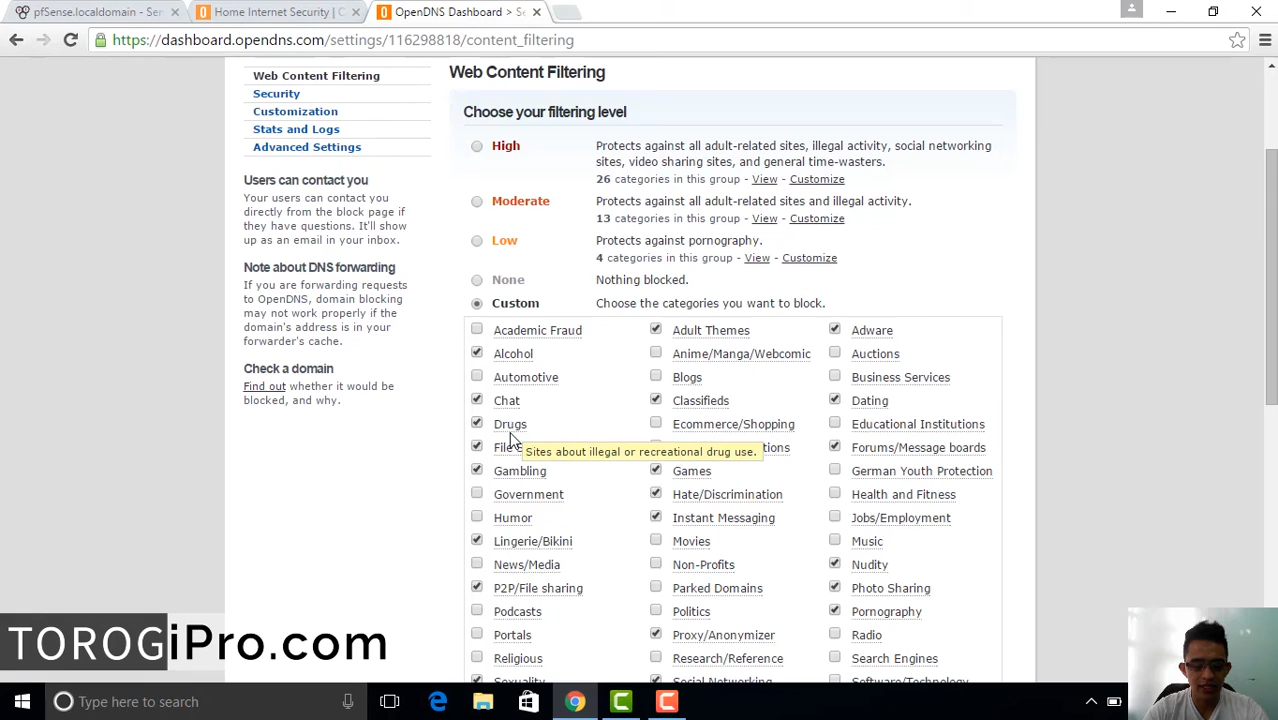 pfSense.localdomain - Se
Home Internet Security | C
OpenDNS Dashboard > Se
https://dashboard.opendns.com/settings/116298818/content_filtering
Web Content Filtering
Security
Customization
Stats and Logs
Advanced Settings
Users can contact you
Your users can contact you
directly from the block page if
they have questions. It'll show
up as an email in your inbox.
Note about DNS forwarding
If you are forwarding requests
to OpenDNS, domain blocking
may not work properly if the
domain's address is in your
forwarder's cache.
Check a domain
Find out whether it would be
blocked, and why.
Web Content Filtering
Choose your filtering level
High
Protects against all adult-related sites, illegal activity, social networking
sites, video sharing sites, and general time-wasters.
26 categories in this group - View - Customize
Moderate
Protects against all adult-related sites and illegal activity.
13 categories in this group - View - Customize
Low
Protects against pornography.
4 categories in this group - View - Customize
None
Nothing blocked.
Custom
Choose the categories you want to block.
Academic Fraud
Adult Themes
Adware
Alcohol
Anime/Manga/Webcomic
Auctions
Automotive
Blogs
Business Services
Chat
Classifieds
Dating
Drugs
Ecommerce/Shopping
Educational Institutions
Sites about illegal or recreational drug use.
Forums/Message boards
Gambling
Games
German Youth Protection
Government
Hate/Discrimination
Health and Fitness
Humor
Instant Messaging
Jobs/Employment
Lingerie/Bikini
Movies
Music
News/Media
Non-Profits
Nudity
P2P/File sharing
Parked Domains
Photo Sharing
Podcasts
Politics
Pornography
Portals
Proxy/Anonymizer
Radio
Religious
Research/Reference
Search Engines
Sexuality
Social Networking
Software/Technology
TOROGiPro.com
Type here to search